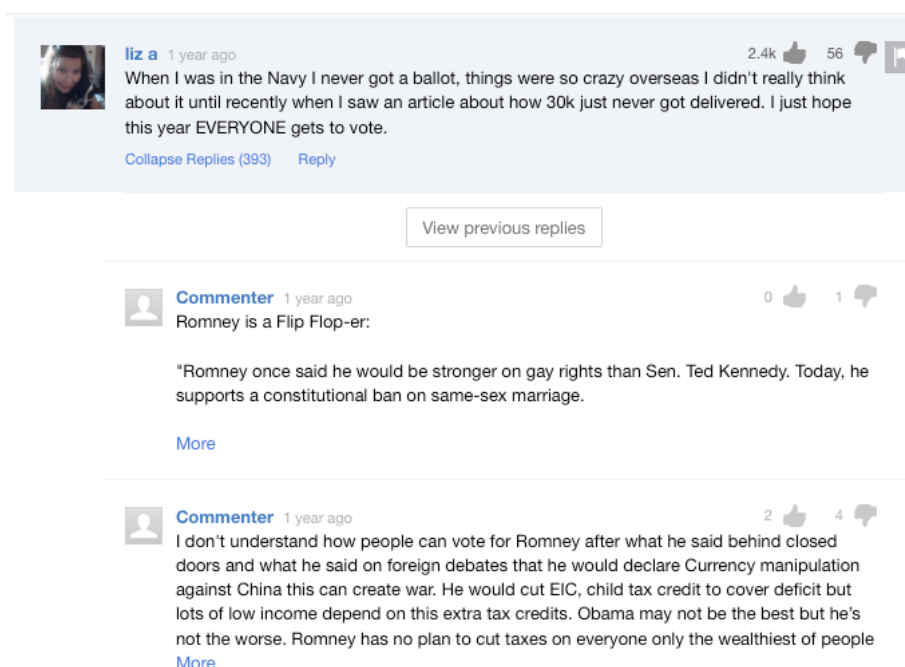 liz a 1 year ago 2.4k 56
When I was in the Navy I never got a ballot, things were so crazy overseas I didn't really think
about it until recently when I saw an article about how 30k just never got delivered. I just hope
this year EVERYONE gets to vote.
Collapse Replies (393) Reply
View previous replies
Commenter 1 year ago 0 1
Romney is a Flip Flop-er:
"Romney once said he would be stronger on gay rights than Sen. Ted Kennedy. Today, he
supports a constitutional ban on same-sex marriage.
More
Commenter 1 year ago 2 4
I don't understand how people can vote for Romney after what he said behind closed
doors and what he said on foreign debates that he would declare Currency manipulation
against China this can create war. He would cut EIC, child tax credit to cover deficit but
lots of low income depend on this extra tax credits. Obama may not be the best but he's
not the worse. Romney has no plan to cut taxes on everyone only the wealthiest of people
More